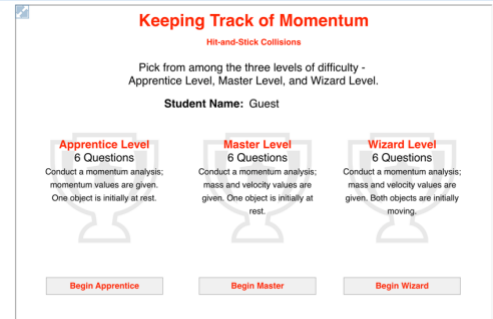 Keeping Track of Momentum
Hit-and-Stick Collisions
Pick from among the three levels of difficulty -
Apprentice Level, Master Level, and Wizard Level.
Student Name: Guest
Apprentice Level
6 Questions
Conduct a momentum analysis;
momentum values are given.
One object is initially at rest.
Master Level
6 Questions
Conduct a momentum analysis;
mass and velocity values are
given. One object is initially at
rest.
Wizard Level
6 Questions
Conduct a momentum analysis;
mass and velocity values are
given. Both objects are initially
moving.
Begin Apprentice
Begin Master
Begin Wizard